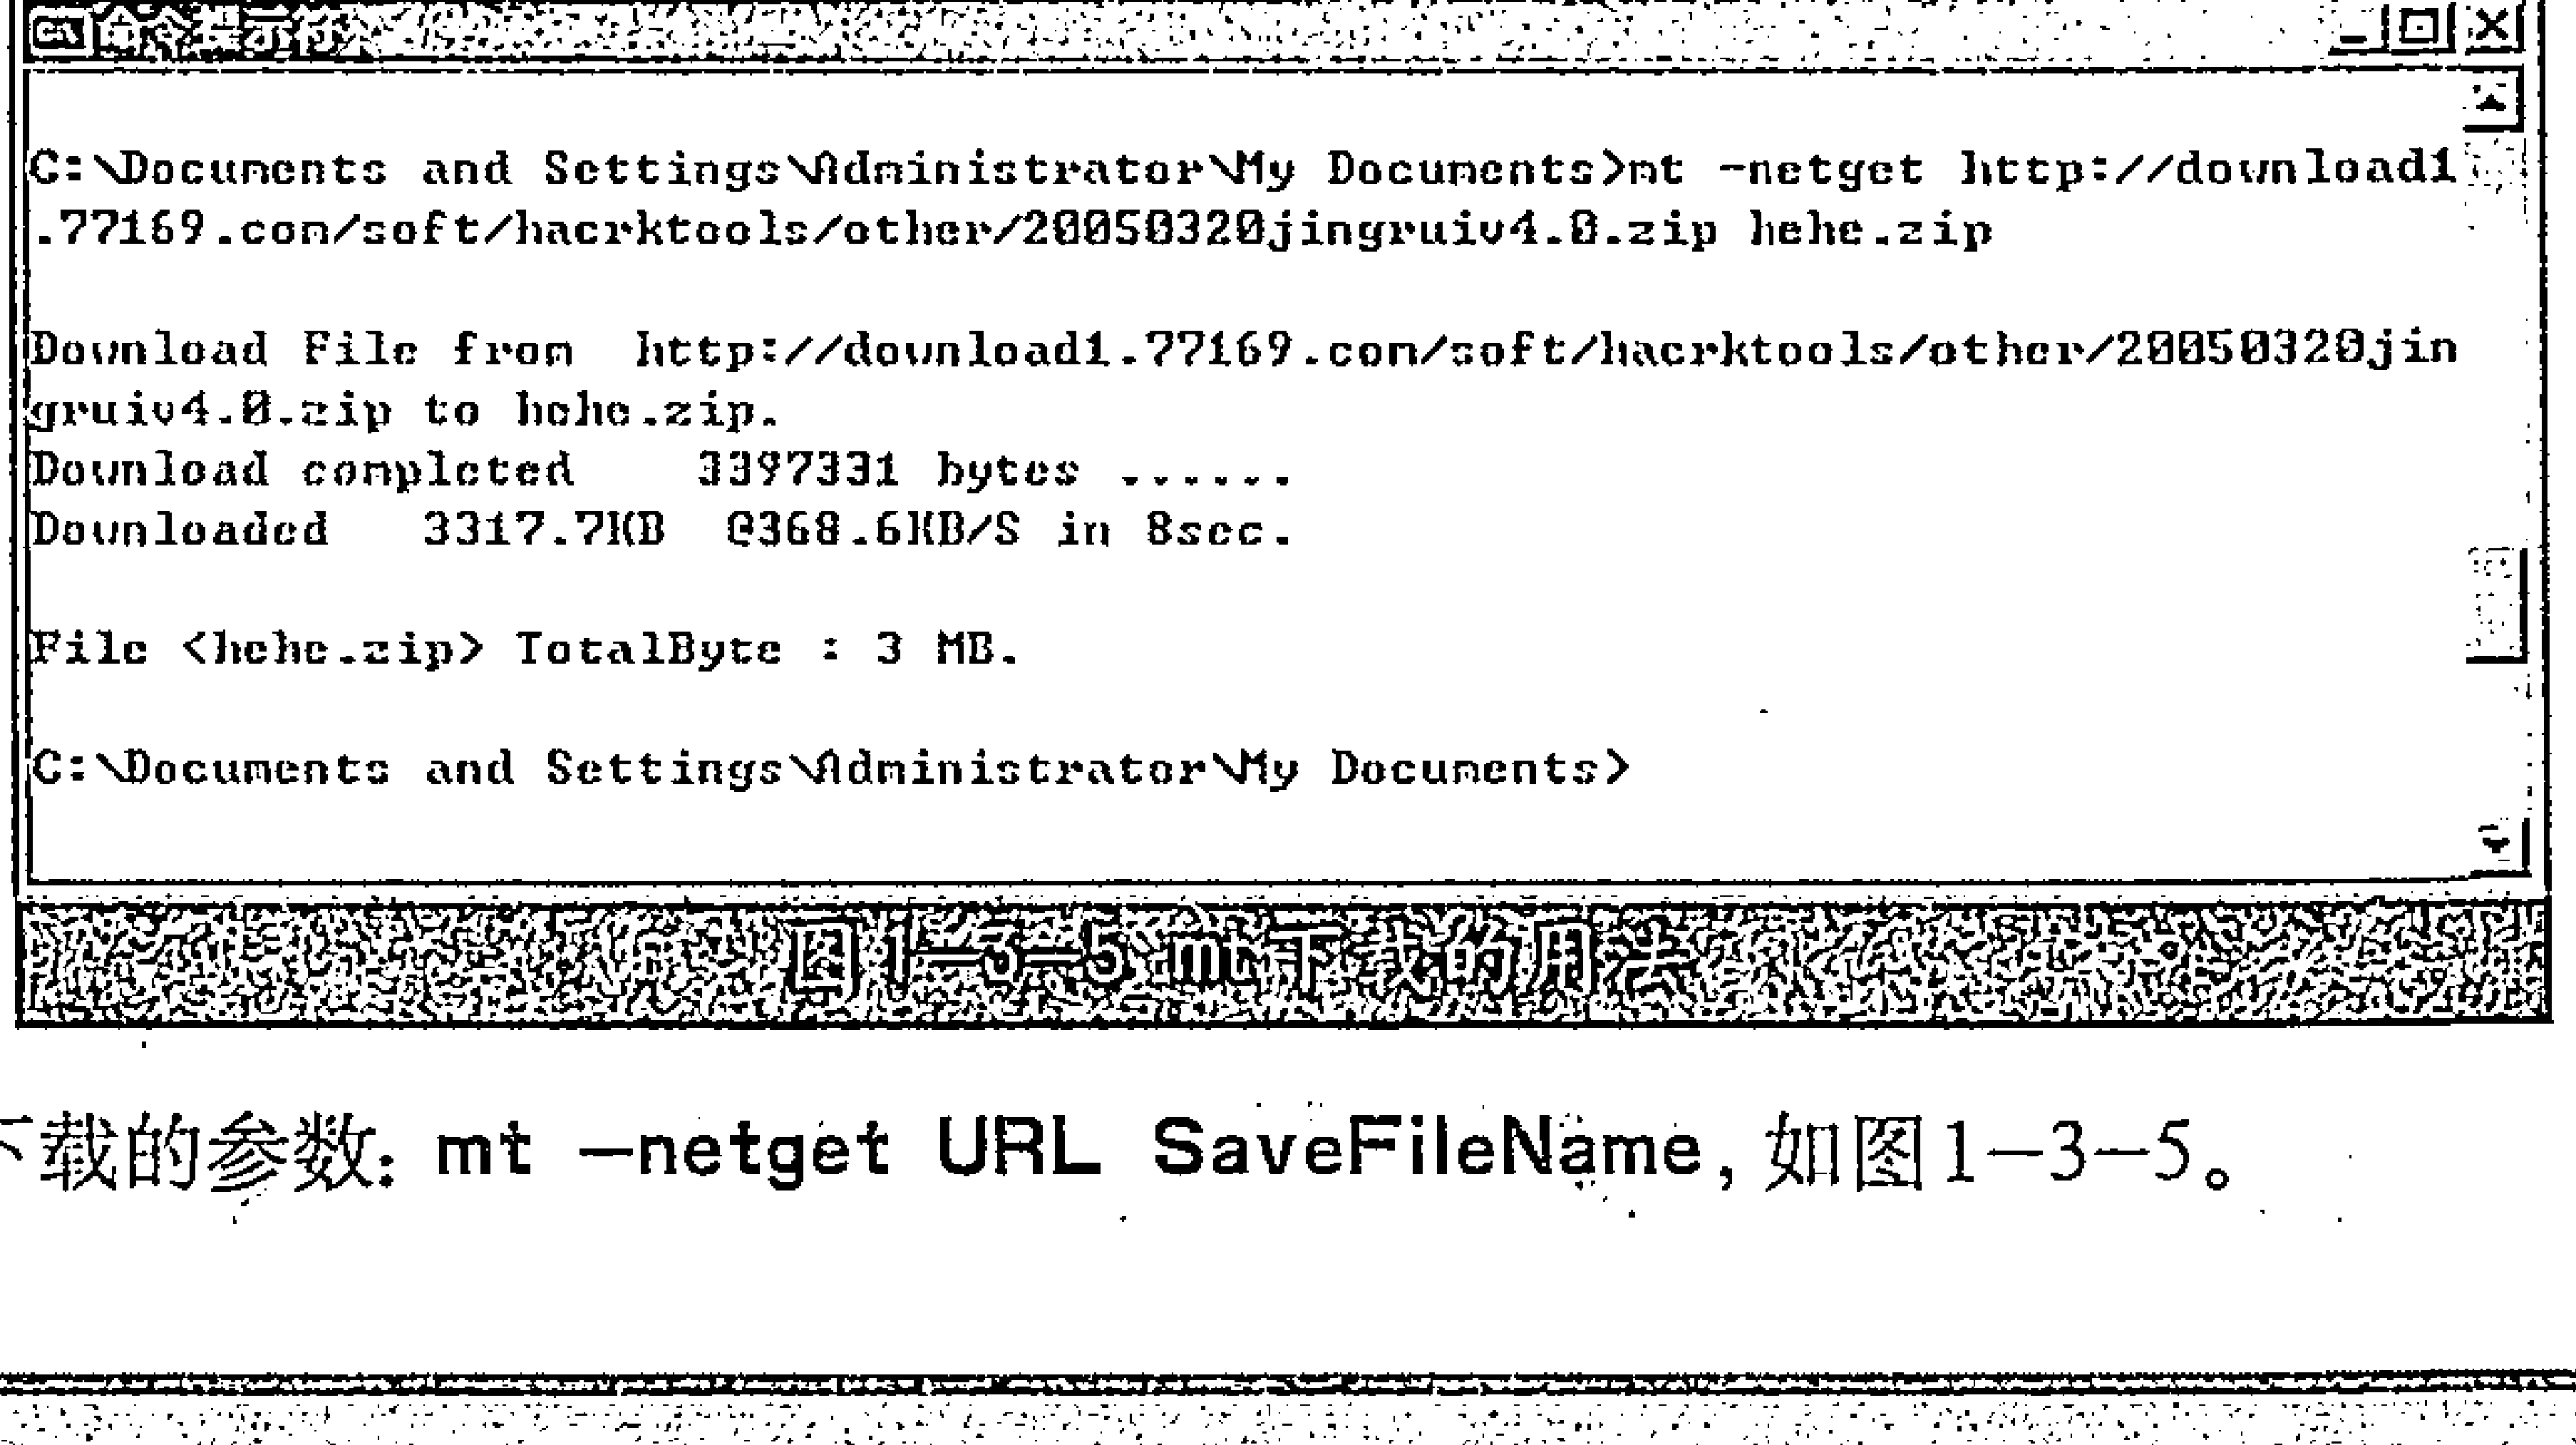 命令提示符
C:\Documents and Settings\Administrator\My Documents>mt -netget http://download1
.77169.com/soft/hacrktools/other/20050320jingruiv4.0.zip hehe.zip
Download File from  http://download1.77169.com/soft/hacrktools/other/20050320jin
gruiv4.0.zip to hehe.zip.
Download completed    3397331 bytes ......
Downloaded   3317.7KB  @368.6KB/S in 8sec.
File <hehe.zip> TotalByte : 3 MB.
C:\Documents and Settings\Administrator\My Documents>
图1-3-5 mt下载的用法
下载的参数: mt -netget URL SaveFileName, 如图1-3-5。